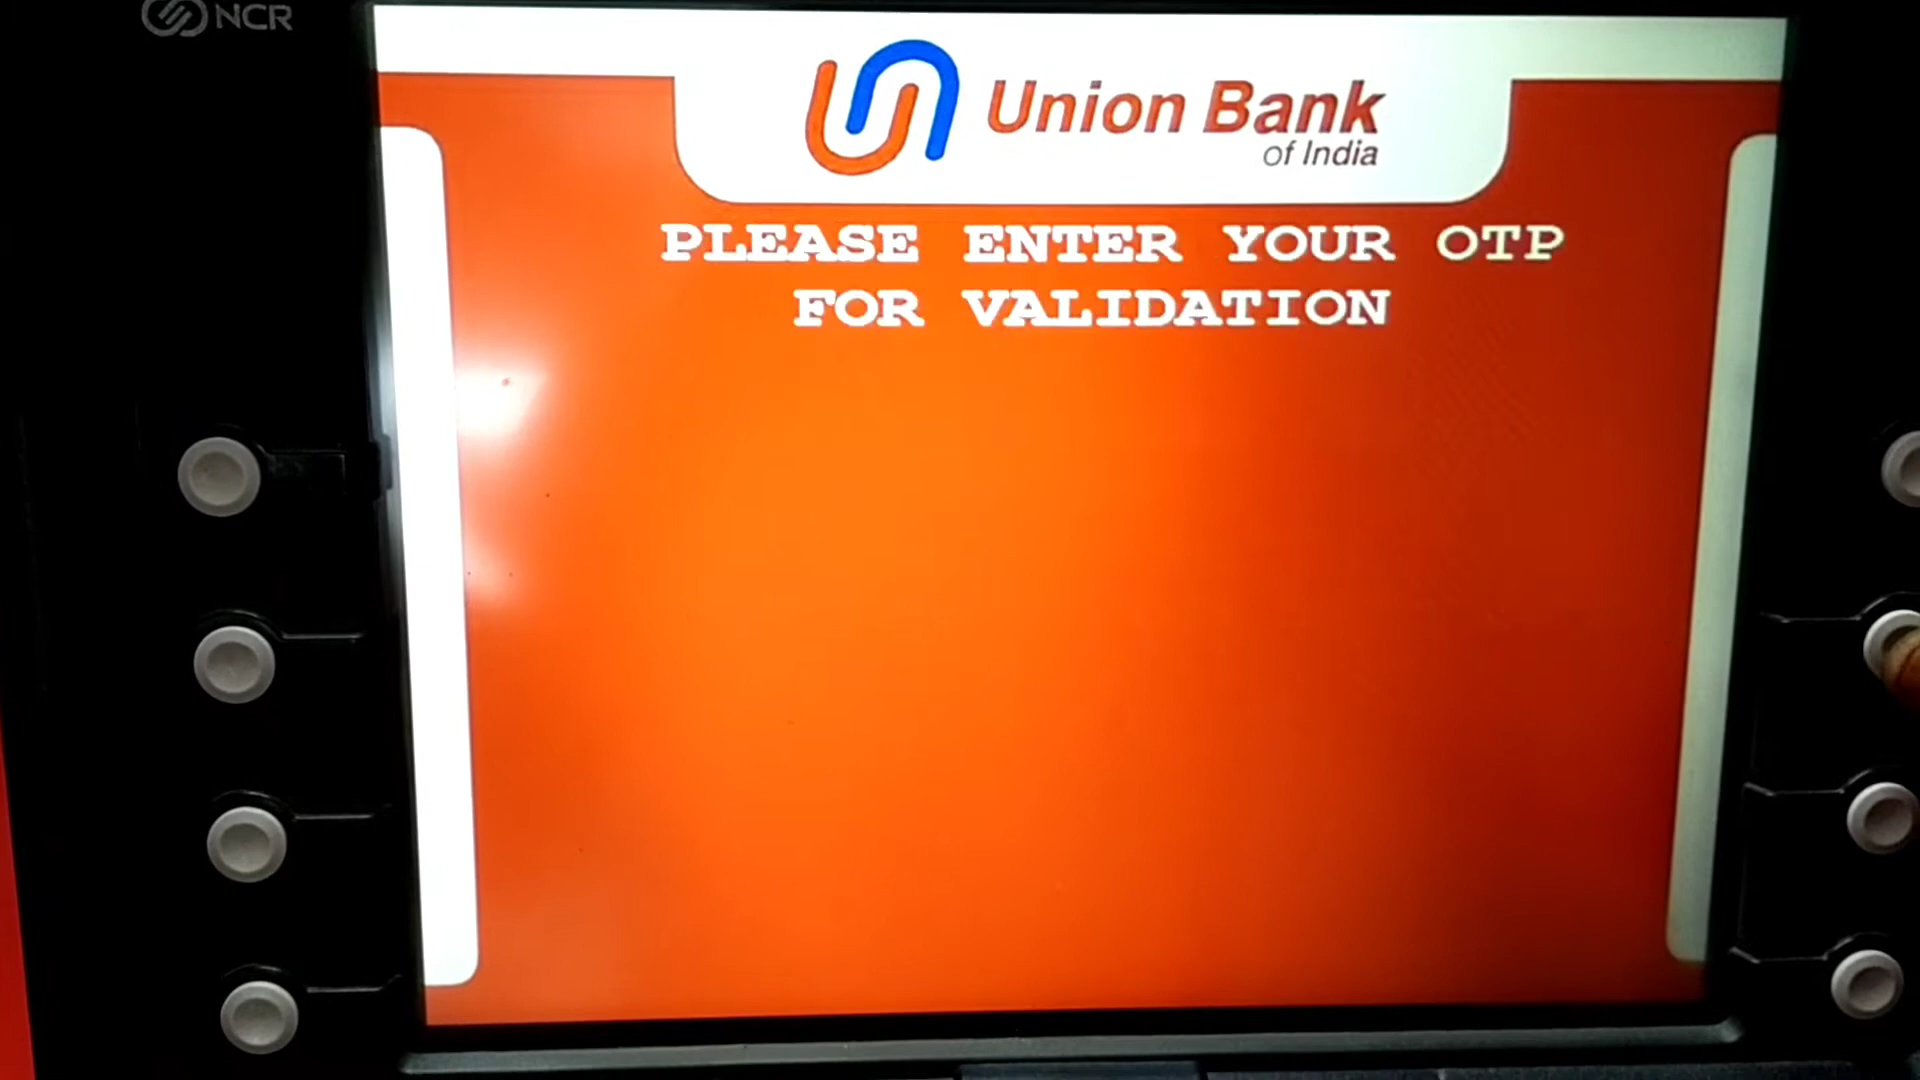 NCR
Union Bank
of India
PLEASE ENTER YOUR OTP
FOR VALIDATION